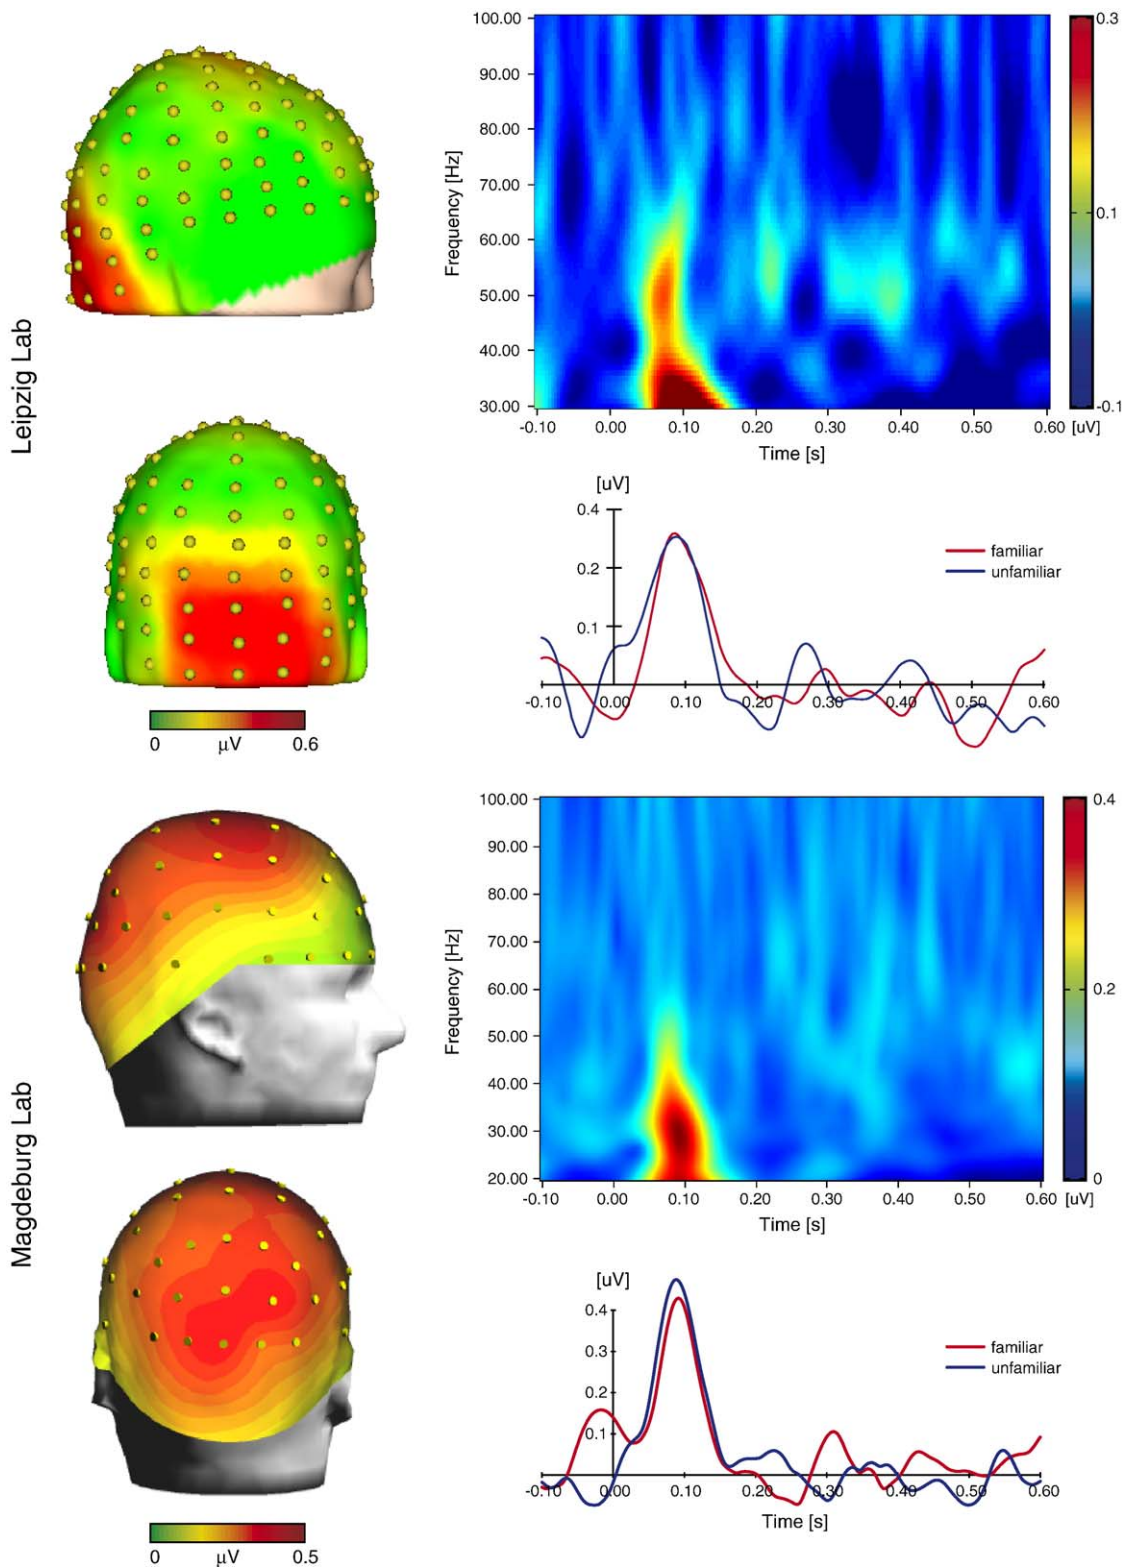 Leipzig Lab
0 μV 0.6
Frequency [Hz]
100.00
90.00
80.00
70.00
60.00
50.00
40.00
30.00
-0.10 0.00 0.10 0.20 0.30 0.40 0.50 0.60 [uV]
Time [s]
0.3
0.1
-0.1
[uV]
0.4
0.2
0.1
-0.10 0.00 0.10 0.20 0.30 0.40 0.50 0.60
familiar
unfamiliar
Magdeburg Lab
0 μV 0.5
Frequency [Hz]
100.00
90.00
80.00
70.00
60.00
50.00
40.00
30.00
20.00
-0.10 0.00 0.10 0.20 0.30 0.40 0.50 0.60 [uV]
Time [s]
0.4
0.2
0
[uV]
0.4
0.3
0.2
0.1
-0.10 0.00 0.10 0.20 0.30 0.40 0.50 0.60
Time [s]
familiar
unfamiliar